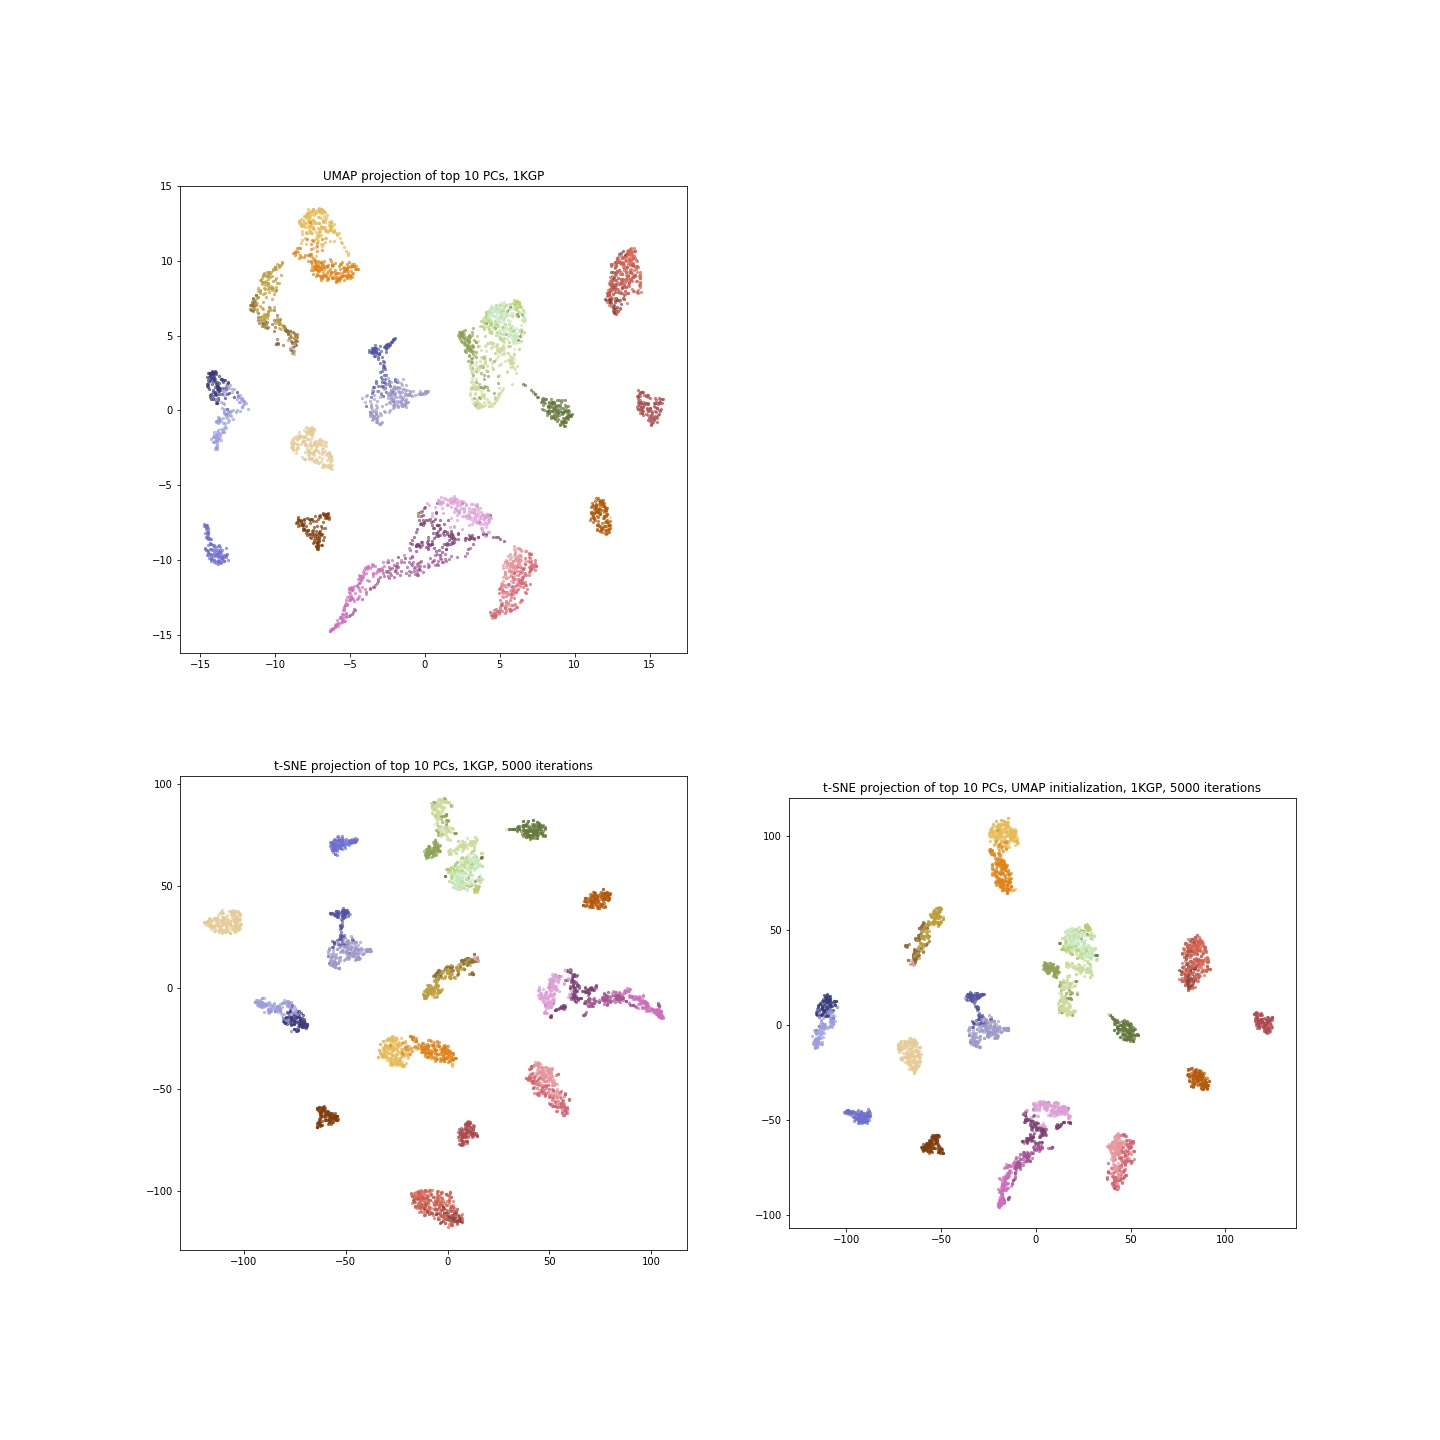 UMAP projection of top 10 PCs, 1KGP
15
10
5
0
−5
−10
−15
−15 −10 −5 0 5 10 15
t-SNE projection of top 10 PCs, 1KGP, 5000 iterations
100
50
0
−50
−100
−100 −50 0 50 100
t-SNE projection of top 10 PCs, UMAP initialization, 1KGP, 5000 iterations
100
50
0
−50
−100
−100 −50 0 50 100